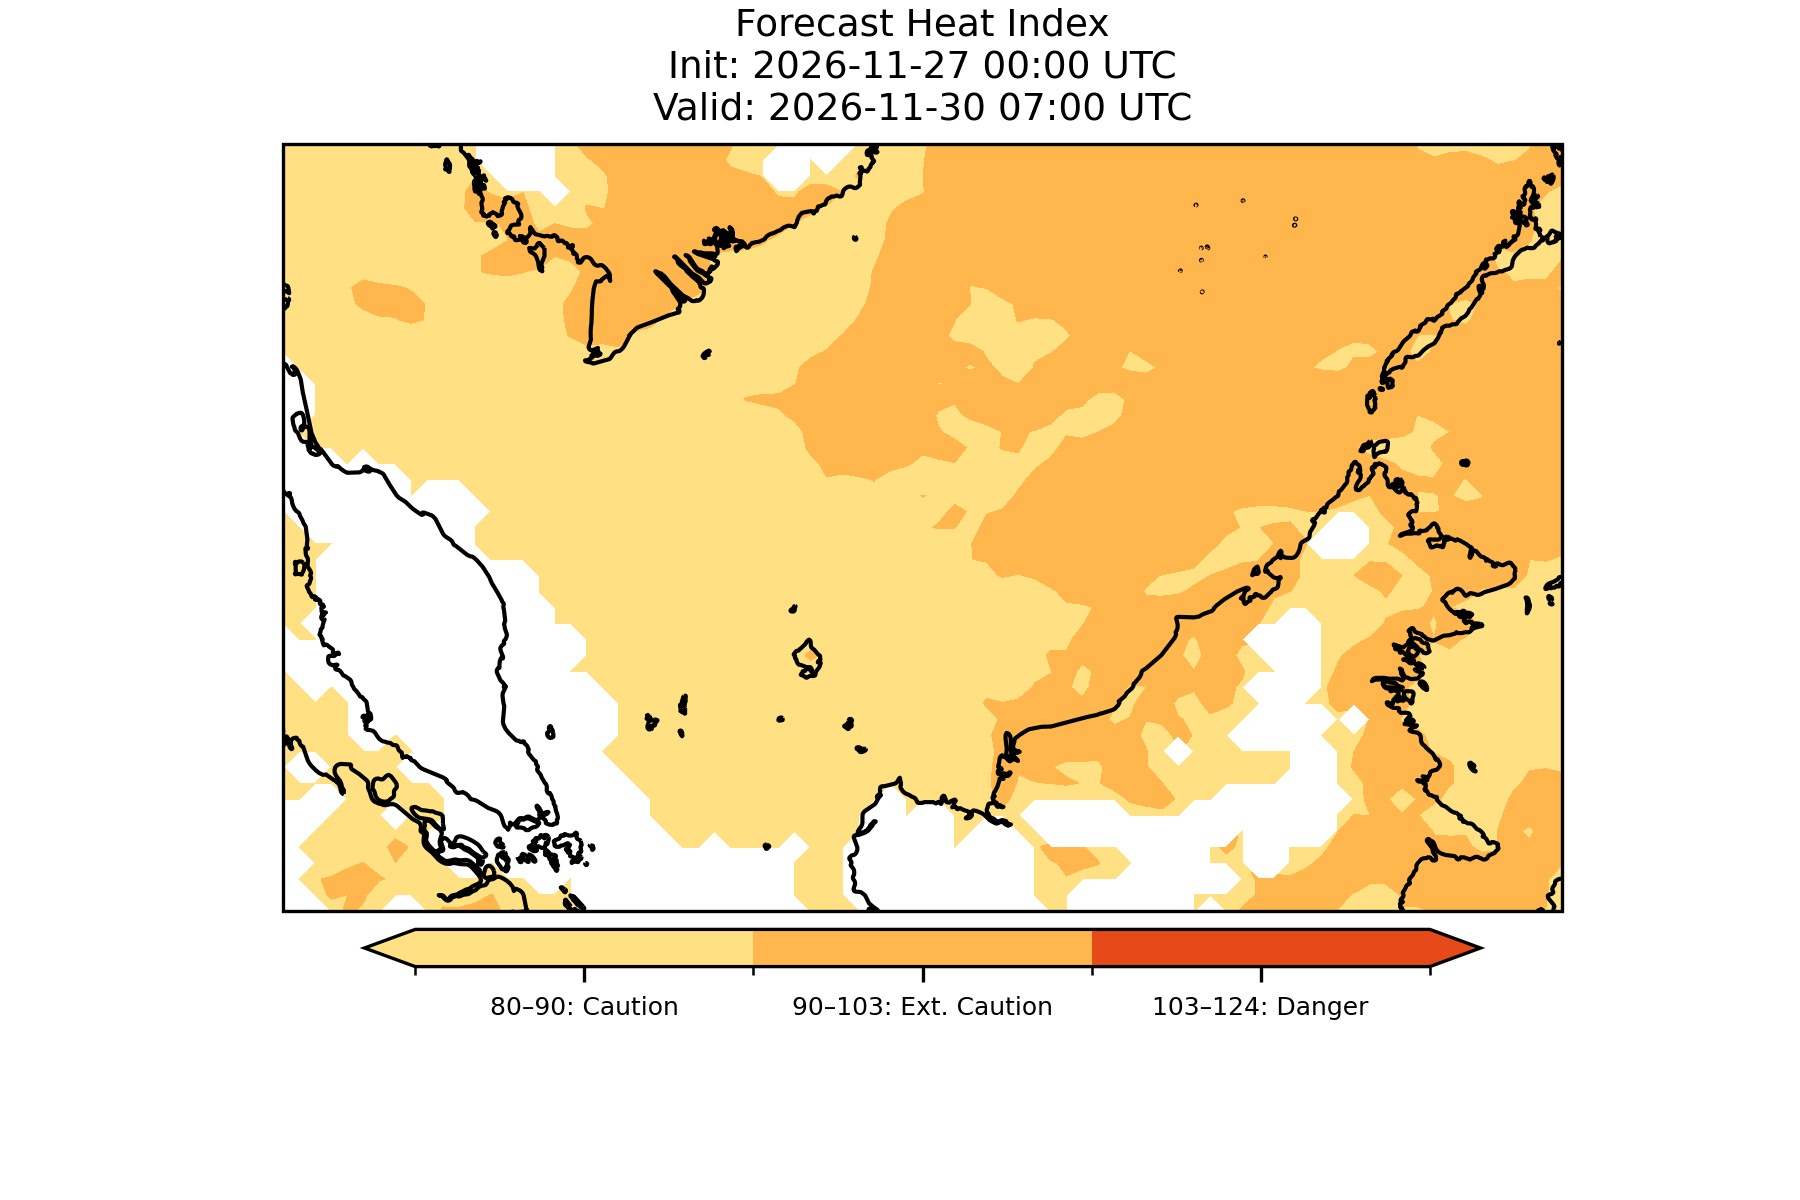 Forecast Heat Index
Init: 2026-11-27 00:00 UTC
Valid: 2026-11-30 07:00 UTC
80–90: Caution
90–103: Ext. Caution
103–124: Danger